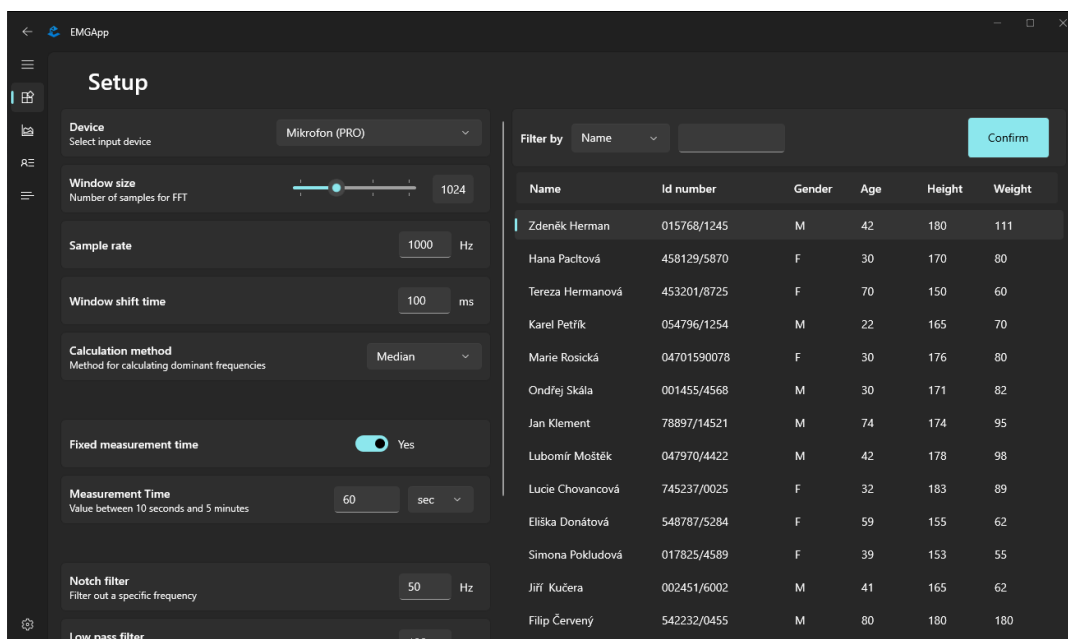 EMGApp
Setup
Device
Select input device
Mikrofon (PRO)
Window size
Number of samples for FFT
1024
Sample rate
1000 Hz
Window shift time
100 ms
Calculation method
Method for calculating dominant frequencies
Median
Fixed measurement time
Yes
Measurement Time
Value between 10 seconds and 5 minutes
60 sec
Notch filter
Filter out a specific frequency
50 Hz
Low pass filter
Filter by Name
Confirm
Name Id number Gender Age Height Weight
Zdeněk Herman 015768/1245 M 42 180 111
Hana Pacltová 458129/5870 F 30 170 80
Tereza Hermanová 453201/8725 F 70 150 60
Karel Petřík 054796/1254 M 22 165 70
Marie Rosická 04701590078 F 30 176 80
Ondřej Skála 001455/4568 M 30 171 82
Jan Klement 78897/14521 M 74 174 95
Lubomír Moštěk 047970/4422 M 42 178 98
Lucie Chovancová 745237/0025 F 32 183 89
Eliška Donátová 548787/5284 F 59 155 62
Simona Pokludová 017825/4589 F 39 153 55
Jiří Kučera 002451/6002 M 41 165 62
Filip Červený 542232/0455 M 80 180 180